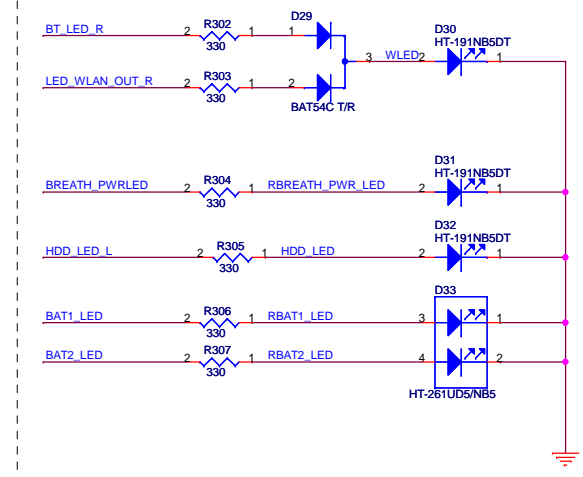 D29
BT_LED_R 2 R302 1 1
330
D30
HT-191NB5DT
3 WLED 2 1
LED_WLAN_OUT_R 2 R303 1 2
330
BAT54C T/R
D31
HT-191NB5DT
BREATH_PWRLED 2 R304 1 RBREATH_PWR_LED 2 1
330
D32
HT-191NB5DT
HDD_LED_L 2 R305 1 HDD_LED 2 1
330
D33
BAT1_LED 2 R306 1 RBAT1_LED 3 1
330
BAT2_LED 2 R307 1 RBAT2_LED 4 2
330
HT-261UD5/NB5